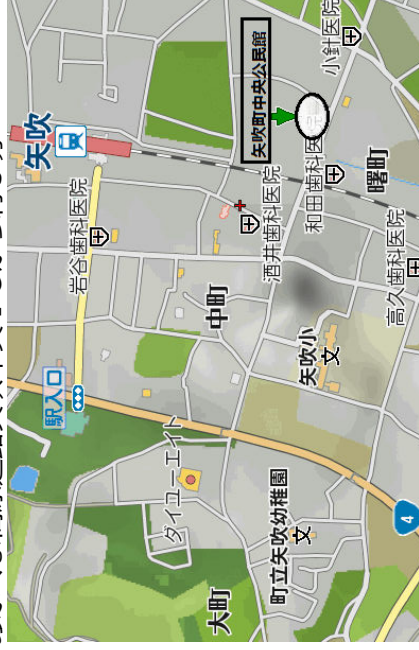 矢吹
矢吹町中央公民館
小針医院
岩谷歯科医院
酒井歯科医院
和田歯科医院
曙町
中町
高久歯科医院
矢吹小
文
駅入口
ダイユーエイト
町立矢吹幼稚園
文
大町
4